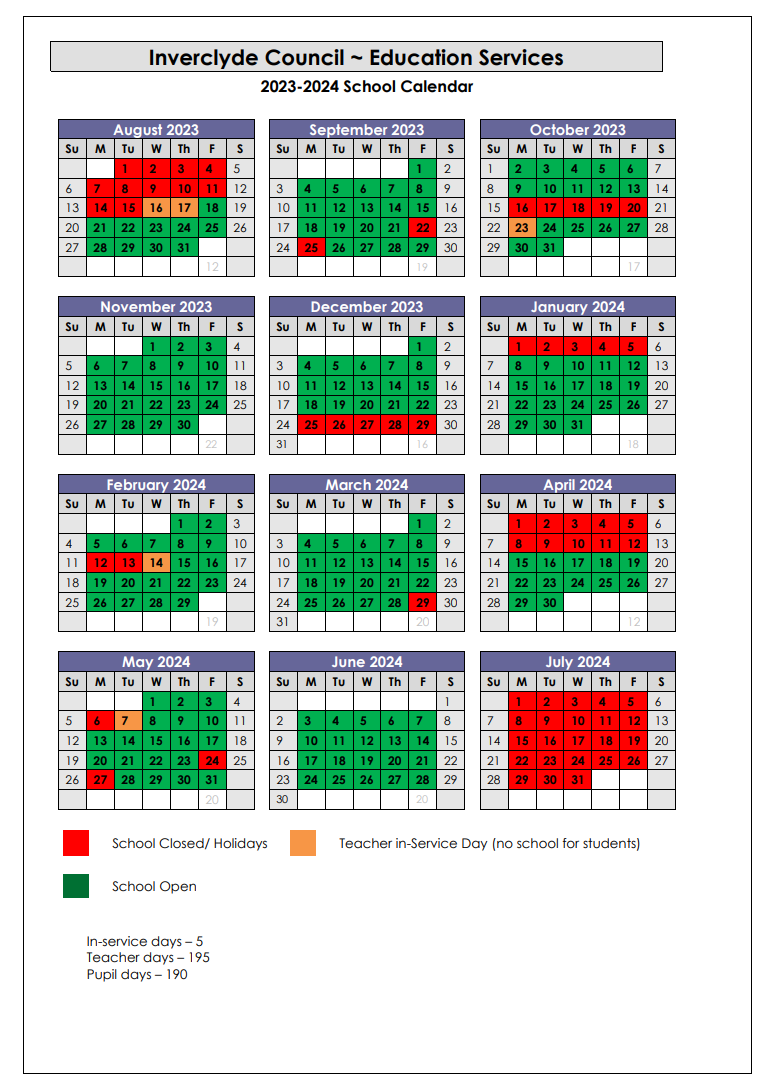 Inverclyde Council ~ Education Services
2023-2024 School Calendar
August 2023
Su M Tu W Th F S
1 2 3 4 5
6 7 8 9 10 11 12
13 14 15 16 17 18 19
20 21 22 23 24 25 26
27 28 29 30 31
12
September 2023
Su M Tu W Th F S
1 2
3 4 5 6 7 8 9
10 11 12 13 14 15 16
17 18 19 20 21 22 23
24 25 26 27 28 29 30
19
October 2023
Su M Tu W Th F S
1 2 3 4 5 6 7
8 9 10 11 12 13 14
15 16 17 18 19 20 21
22 23 24 25 26 27 28
29 30 31
17
November 2023
Su M Tu W Th F S
1 2 3 4
5 6 7 8 9 10 11
12 13 14 15 16 17 18
19 20 21 22 23 24 25
26 27 28 29 30
22
December 2023
Su M Tu W Th F S
1 2
3 4 5 6 7 8 9
10 11 12 13 14 15 16
17 18 19 20 21 22 23
24 25 26 27 28 29 30
31 16
January 2024
Su M Tu W Th F S
1 2 3 4 5 6
7 8 9 10 11 12 13
14 15 16 17 18 19 20
21 22 23 24 25 26 27
28 29 30 31
18
February 2024
Su M Tu W Th F S
1 2 3
4 5 6 7 8 9 10
11 12 13 14 15 16 17
18 19 20 21 22 23 24
25 26 27 28 29
19
March 2024
Su M Tu W Th F S
1 2
3 4 5 6 7 8 9
10 11 12 13 14 15 16
17 18 19 20 21 22 23
24 25 26 27 28 29 30
31 20
April 2024
Su M Tu W Th F S
1 2 3 4 5 6
7 8 9 10 11 12 13
14 15 16 17 18 19 20
21 22 23 24 25 26 27
28 29 30
12
May 2024
Su M Tu W Th F S
1 2 3 4
5 6 7 8 9 10 11
12 13 14 15 16 17 18
19 20 21 22 23 24 25
26 27 28 29 30 31
20
June 2024
Su M Tu W Th F S
1
2 3 4 5 6 7 8
9 10 11 12 13 14 15
16 17 18 19 20 21 22
23 24 25 26 27 28 29
30 20
July 2024
Su M Tu W Th F S
1 2 3 4 5 6
7 8 9 10 11 12 13
14 15 16 17 18 19 20
21 22 23 24 25 26 27
28 29 30 31
School Closed/ Holidays
Teacher in-Service Day (no school for students)
School Open
In-service days – 5
Teacher days – 195
Pupil days – 190